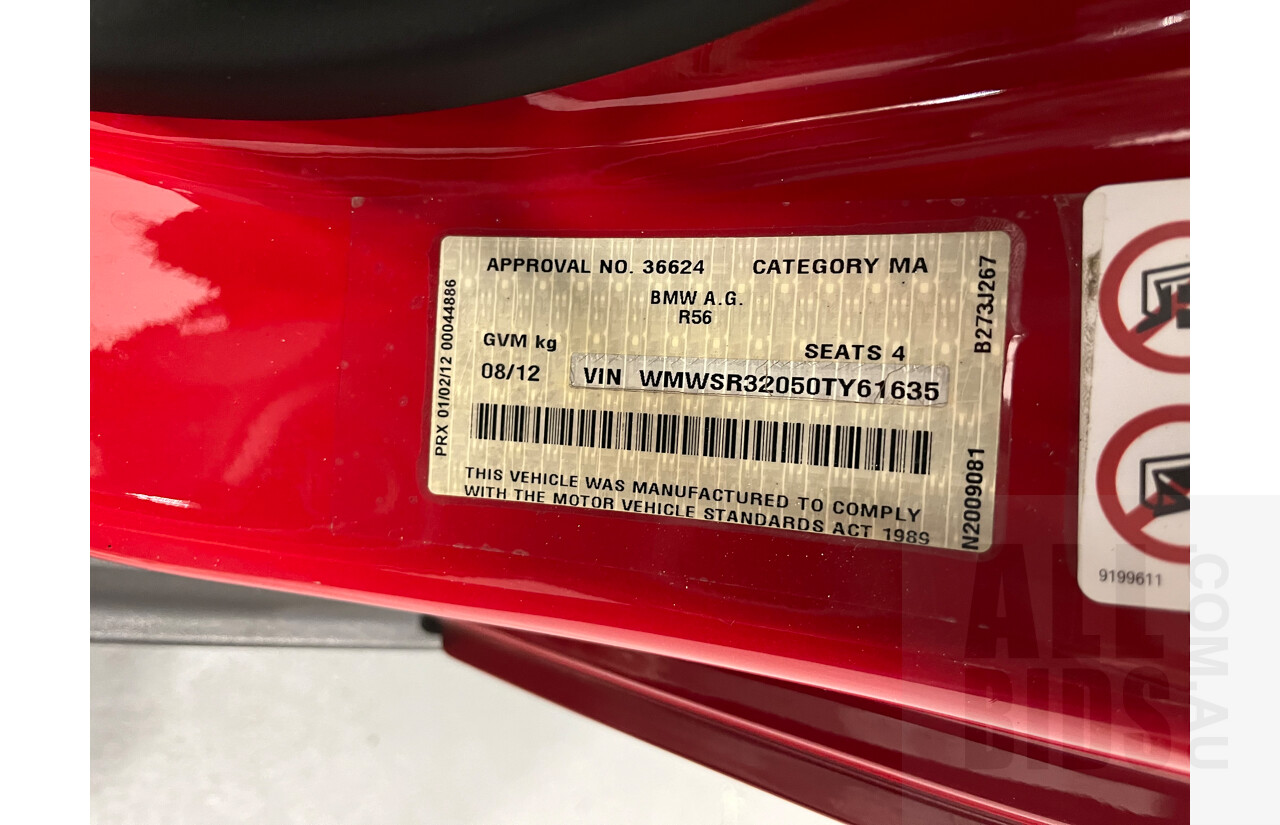 APPROVAL NO. 36624 CATEGORY MA
BMW A.G.
R56
GVM kg SEATS 4
08/12 VIN WMWSR32050TY61635
THIS VEHICLE WAS MANUFACTURED TO COMPLY
WITH THE MOTOR VEHICLE STANDARDS ACT 1989
PRX 01/02/12 00044886
B273J267
N2009081
9199611
ALL
BIDS
COM.AU